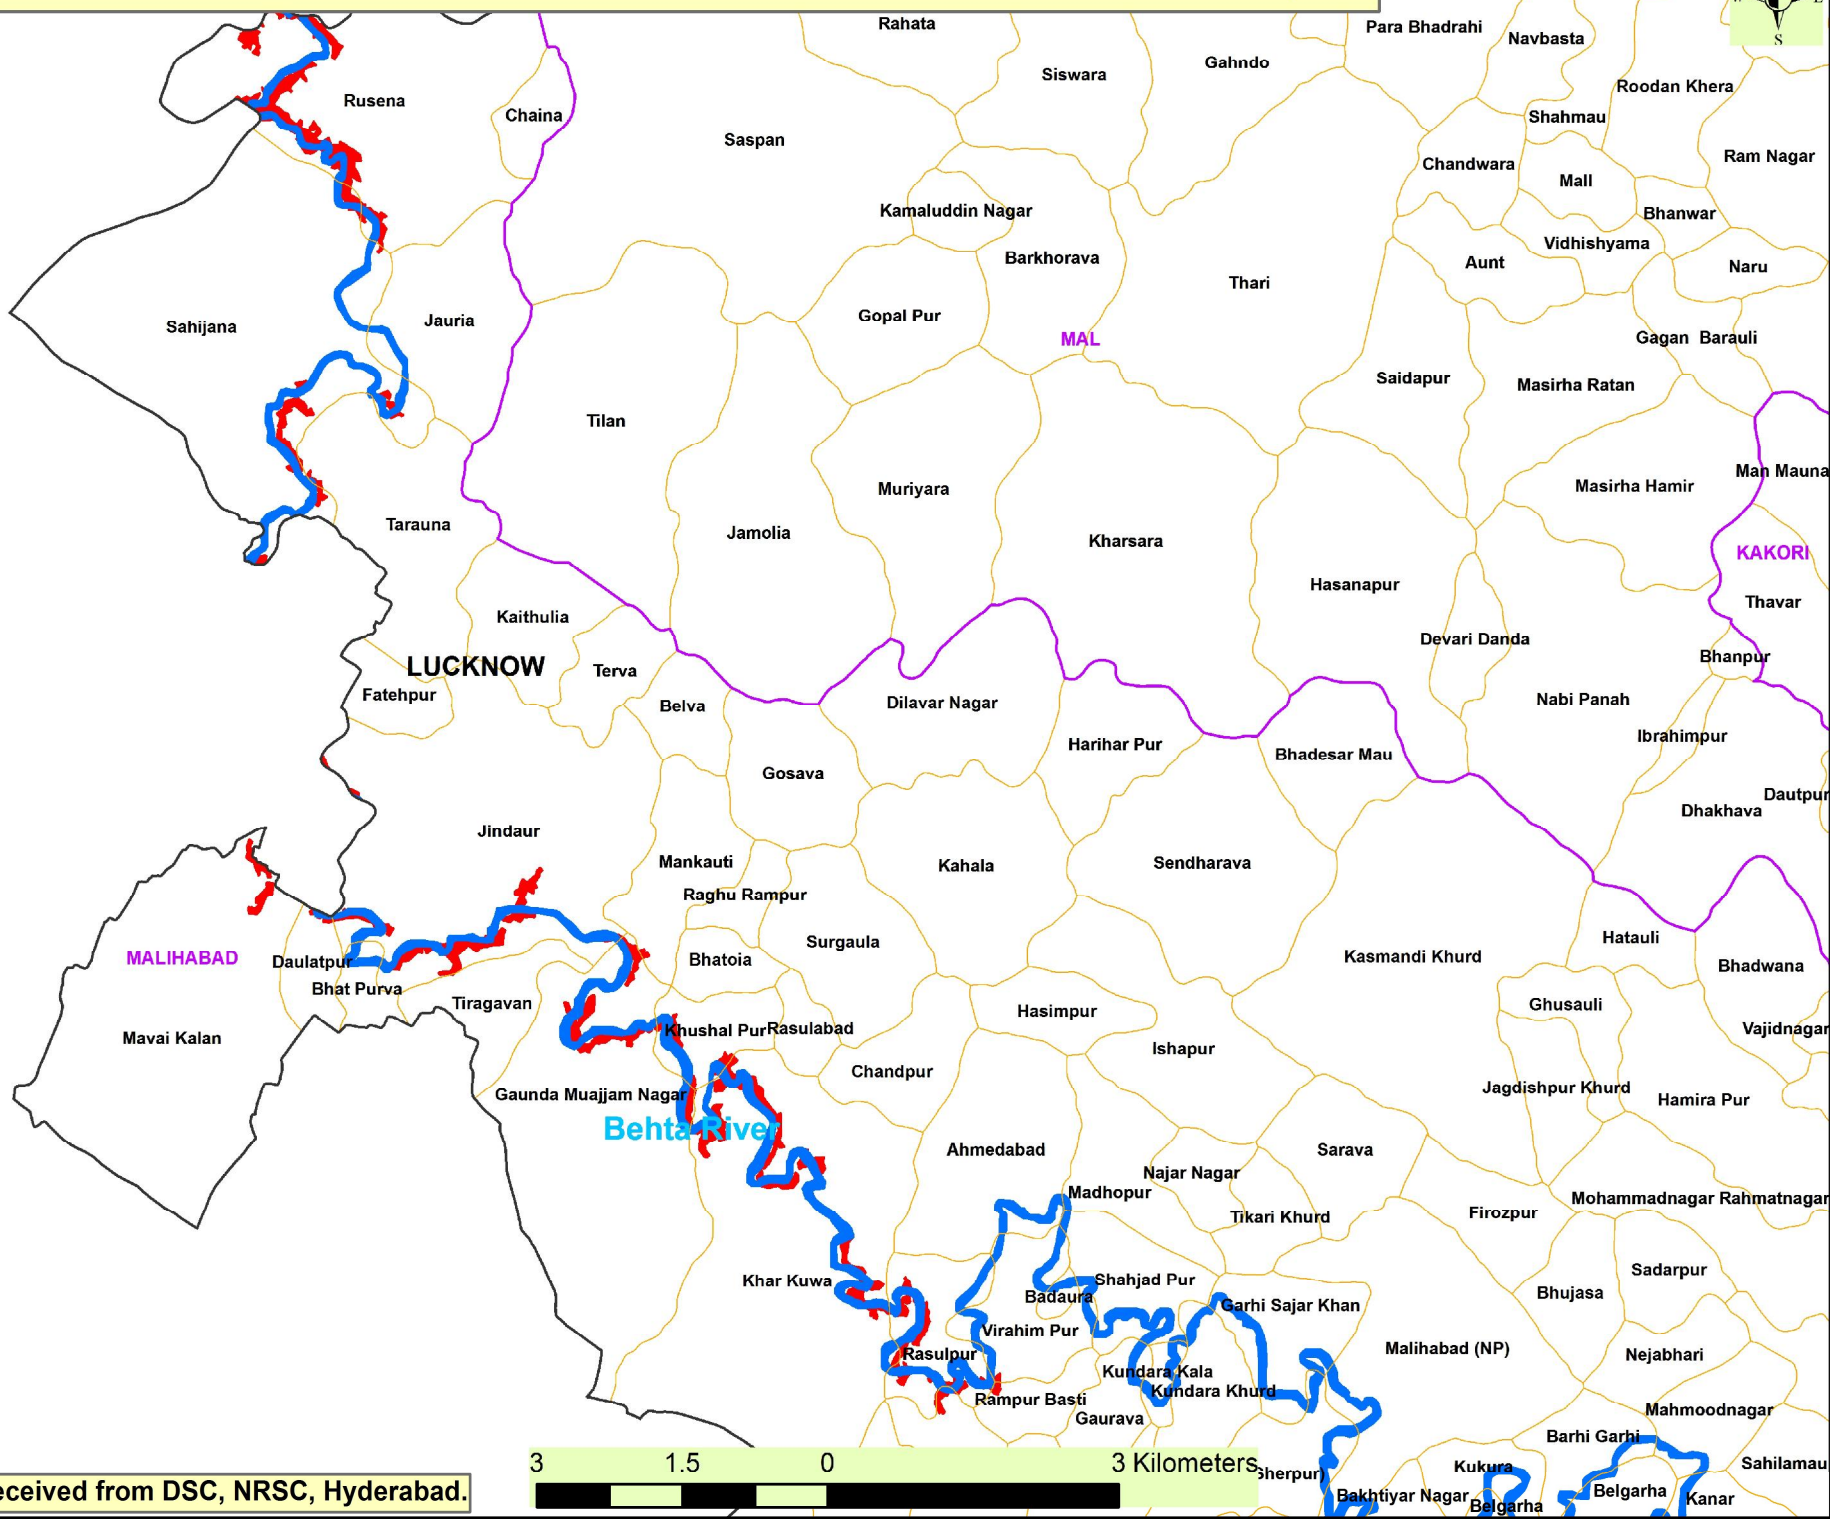 Rahata
Para Bhadrahi
Navbasta
S
Siswara
Gahndo
Roodan Khera
Rusena
Chaina
Shahmau
Saspan
Chandwara
Ram Nagar
Mall
Kamaluddin Nagar
Bhanwar
Vidhishyama
Barkhorava
Aunt
Naru
Thari
Gopal Pur
Jauria
Sahijana
MAL
Gagan Barauli
Saidapur
Masirha Ratan
Tilan
Man Mauna
Masirha Hamir
Muriyara
Tarauna
Jamolia
Kharsara
KAKORI
Hasanapur
Thavar
Kaithulia
Devari Danda
Bhanpur
LUCKNOW
Terva
Fatehpur
Nabi Panah
Dilavar Nagar
Belva
Ibrahimpur
Harihar Pur
Bhadesar Mau
Gosava
Dautpur
Dhakhava
Jindaur
Mankauti
Kahala
Sendharava
Raghu Rampur
Hatauli
Surgaula
MALIHABAD
Kasmandi Khurd
Daulatpur
Bhatoia
Bhadwana
Bhat Purva
Tiragavan
Ghusauli
Hasimpur
Khushal Pur
Rasulabad
Vajidnagar
Mavai Kalan
Ishapur
Chandpur
Jagdishpur Khurd
Gaunda Muajjam Nagar
Hamira Pur
Behta River
Ahmedabad
Sarava
Najar Nagar
Madhopur
Mohammadnagar Rahmatnagar
Tikari Khurd
Firozpur
Sadarpur
Khar Kuwa
Shahjad Pur
Bhujasa
Badaura
Garhi Sajar Khan
Virahim Pur
Malihabad (NP)
Rasulpur
Nejabhari
Kundara Kala
Kundara Khurd
Rampur Basti
Mahmoodnagar
Gaurava
Barhi Garhi
3 1.5 0 3 Kilometers
Sahilamau
Kukura
Sherpur)
eceived from DSC, NRSC, Hyderabad.
Belgarha
Bakhtiyar Nagar
Kanar
Belgarha